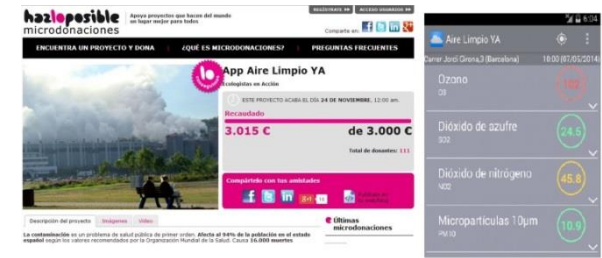 hazloposible
microdonaciones
Apoya proyectos que hacen del mundo
un lugar mejor para todos
REGÍSTRATE
ACCESO USUARIOS
Comparte en:
ENCUENTRA UN PROYECTO Y DONA
¿QUÉ ES MICRODONACIONES?
PREGUNTAS FRECUENTES
App Aire Limpio YA
Ecologistas en Acción
ESTE PROYECTO ACABA EL DÍA 24 DE NOVIEMBRE, 12:00 am.
Recaudado
3.015 € de 3.000 €
Total de donantes: 111
Compártelo con tus amistades
Descripción del proyecto Imágenes Vídeo
Últimas
microdonaciones
La contaminación es un problema de salud pública de primer orden. Afecta al 94% de la población en el estado
español según los valores recomendados por la Organización Mundial de la Salud. Causa 16.000 muertes
6:04
Aire Limpio YA
Carrer Jordi Girona,3 (Barcelona) 18:00 (07/05/2014)
Ozono
O3
102
Dióxido de azufre
SO2
24.5
Dióxido de nitrógeno
NO2
45.8
Micropartículas 10µm
PM10
10.9